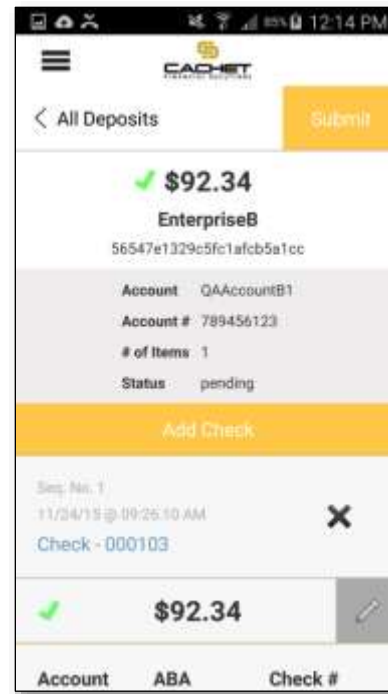 12:14 PM
CACHET
FINANCIAL SOLUTIONS
< All Deposits
Submit
$92.34
EnterpriseB
56547e1329c5fc1afcb5a1cc
Account QAAccountB1
Account # 789456123
# of Items 1
Status pending
Add Check
Seq. No. 1
11/24/15 @ 09:26:10 AM
Check - 000103
$92.34
Account ABA Check #